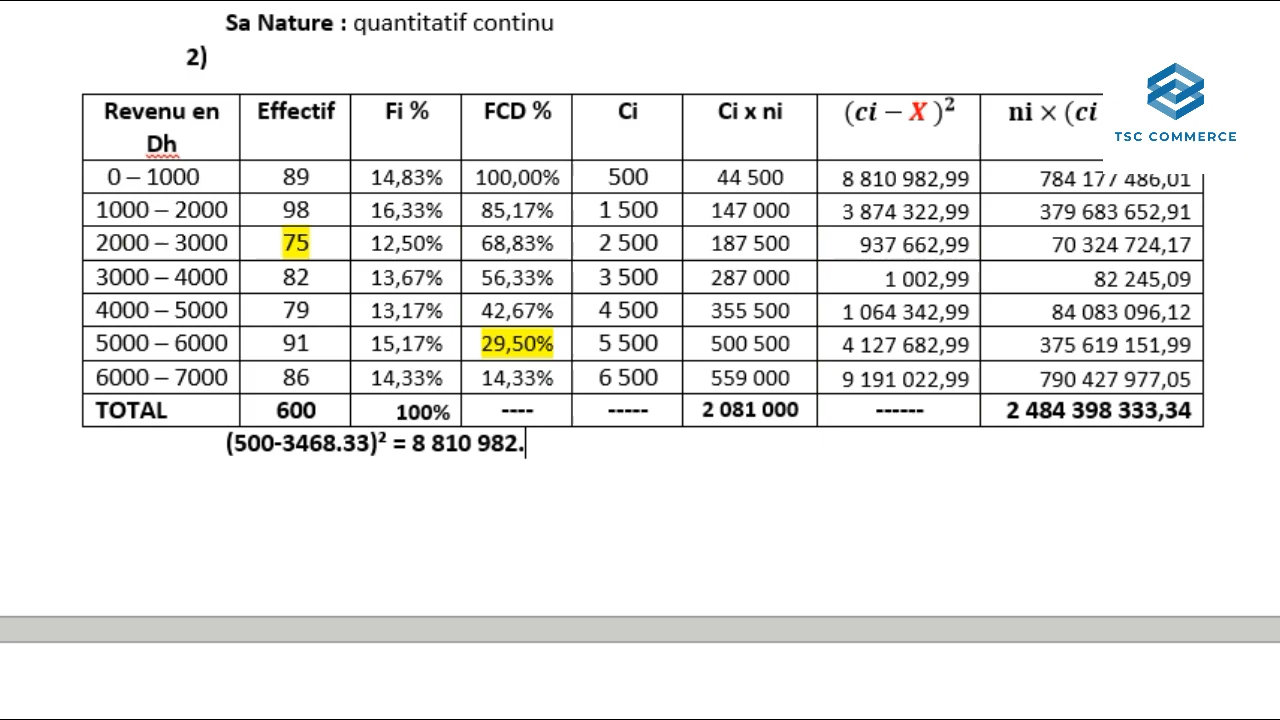 Sa Nature : quantitatif continu
2)
Revenu en Dh Effectif Fi % FCD % Ci Ci x ni (ci − X )² ni × (ci
TSC COMMERCE
0 – 1000 89 14,83% 100,00% 500 44 500 8 810 982,99 784 177 486,01
1000 – 2000 98 16,33% 85,17% 1 500 147 000 3 874 322,99 379 683 652,91
2000 – 3000 75 12,50% 68,83% 2 500 187 500 937 662,99 70 324 724,17
3000 – 4000 82 13,67% 56,33% 3 500 287 000 1 002,99 82 245,09
4000 – 5000 79 13,17% 42,67% 4 500 355 500 1 064 342,99 84 083 096,12
5000 – 6000 91 15,17% 29,50% 5 500 500 500 4 127 682,99 375 619 151,99
6000 – 7000 86 14,33% 14,33% 6 500 559 000 9 191 022,99 790 427 977,05
TOTAL 600 100% ---- ----- 2 081 000 ------ 2 484 398 333,34
(500-3468.33)² = 8 810 982.